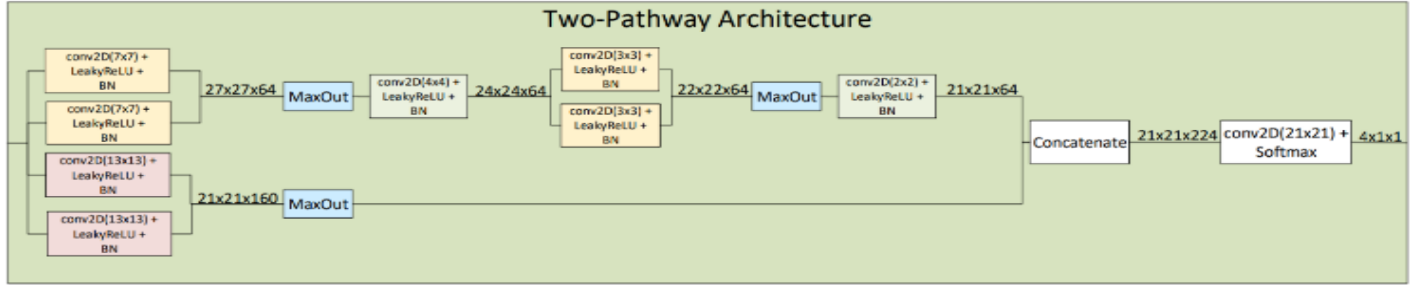 Two-Pathway Architecture
conv2D(7x7) +
LeakyReLU +
BN
conv2D(7x7) +
LeakyReLU +
BN
27x27x64
MaxOut
conv2D(4x4) +
LeakyReLU +
BN
24x24x64
conv2D(3x3) +
LeakyReLU +
BN
conv2D(3x3) +
LeakyReLU +
BN
22x22x64
MaxOut
conv2D(2x2) +
LeakyReLU +
BN
21x21x64
conv2D(13x13) +
LeakyReLU +
BN
conv2D(13x13) +
LeakyReLU +
BN
21x21x160
MaxOut
Concatenate
21x21x224
conv2D(21x21) +
Softmax
4x1x1